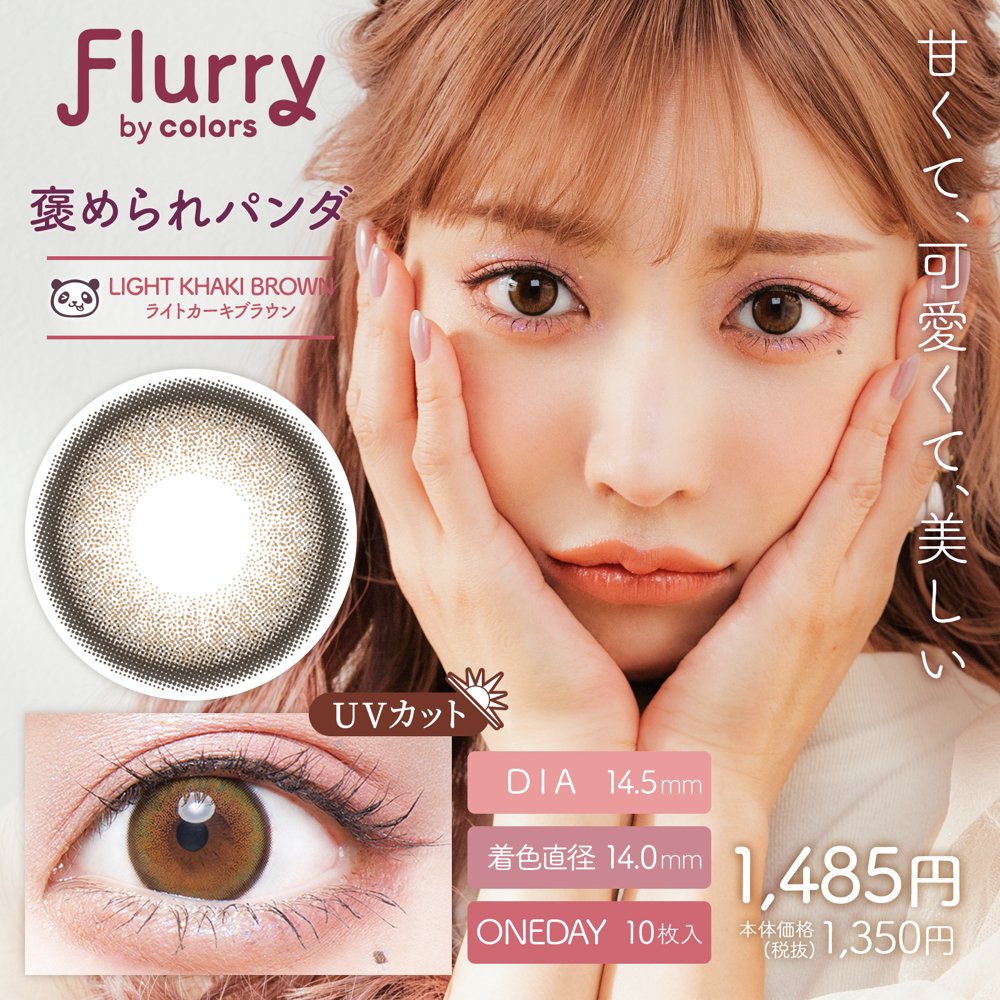 Flurry
by colors
褒められパンダ
LIGHT KHAKI BROWN
ライトカーキブラウン
甘くて、可愛くて、美しい
UVカット
DIA 14.5mm
着色直径 14.0mm
ONEDAY 10枚入
1,485円
本体価格
(税抜) 1,350円